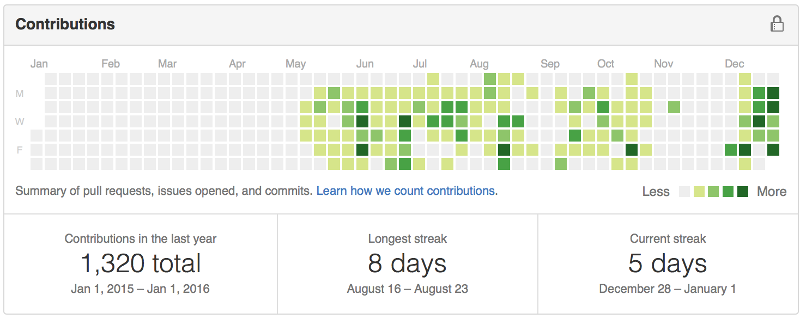 Contributions
Jan Feb Mar Apr May Jun Jul Aug Sep Oct Nov Dec
M
W
F
Summary of pull requests, issues opened, and commits. Learn how we count contributions.
Less More
Contributions in the last year
1,320 total
Jan 1, 2015 – Jan 1, 2016
Longest streak
8 days
August 16 – August 23
Current streak
5 days
December 28 – January 1